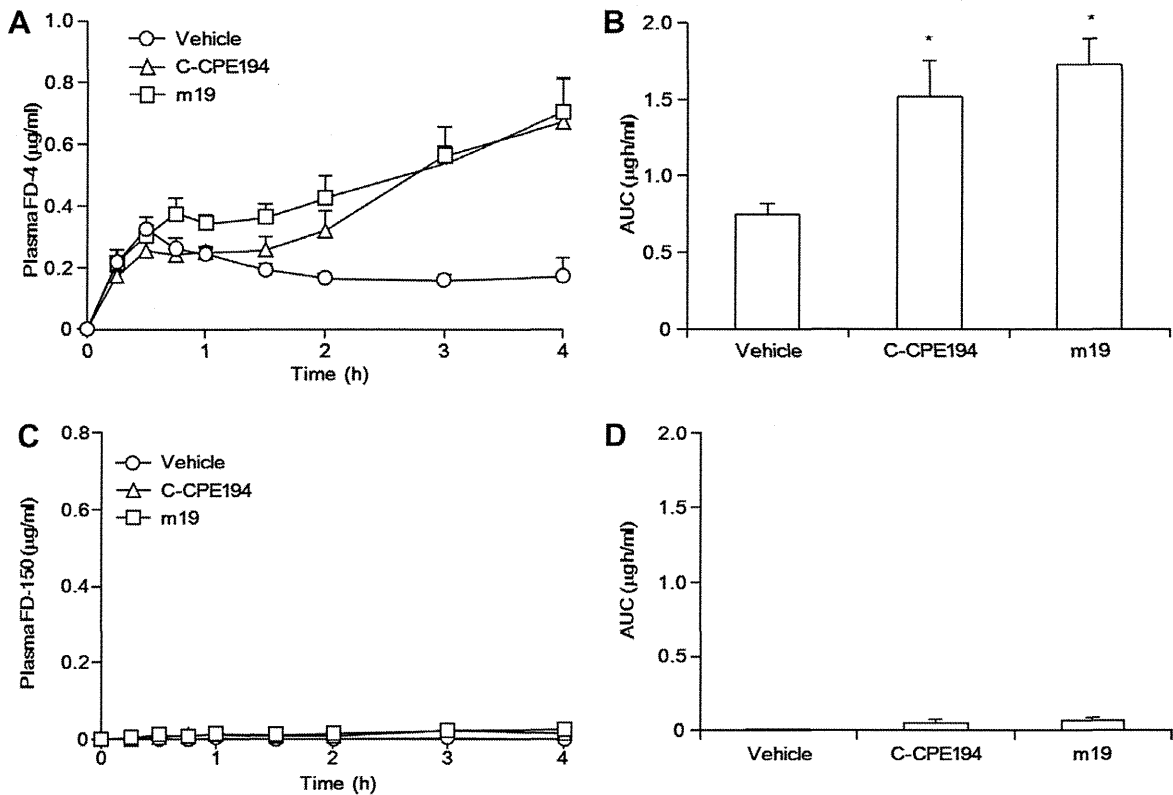 A
1.0
0.8
0.6
0.4
0.2
0
Plasma FD-4 (µg/ml)
Vehicle
C-CPE194
m19
0
1
2
3
4
Time (h)
B
2.0
1.5
1.0
0.5
0
AUC (µgh/ml)
*
*
Vehicle
C-CPE194
m19
C
0.8
0.6
0.4
0.2
0
Plasma FD-150 (µg/ml)
Vehicle
C-CPE194
m19
0
1
2
3
4
Time (h)
D
2.0
1.5
1.0
0.5
0
AUC (µgh/ml)
Vehicle
C-CPE194
m19